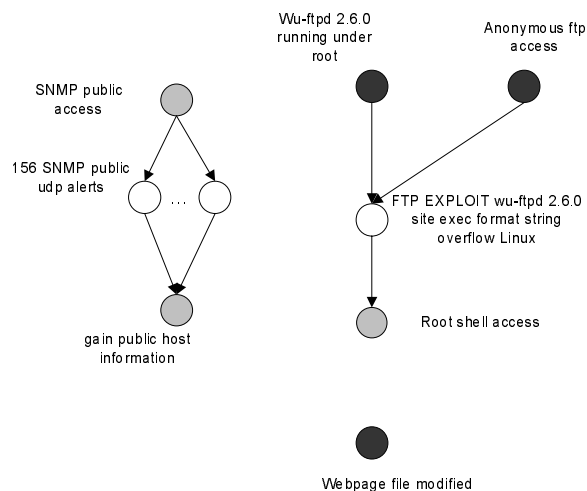 Wu-ftpd 2.6.0
running under
root
Anonymous ftp
access
SNMP public
access
156 SNMP public
udp alerts
...
FTP EXPLOIT wu-ftpd 2.6.0
site exec format string
overflow Linux
gain public host
information
Root shell access
Webpage file modified